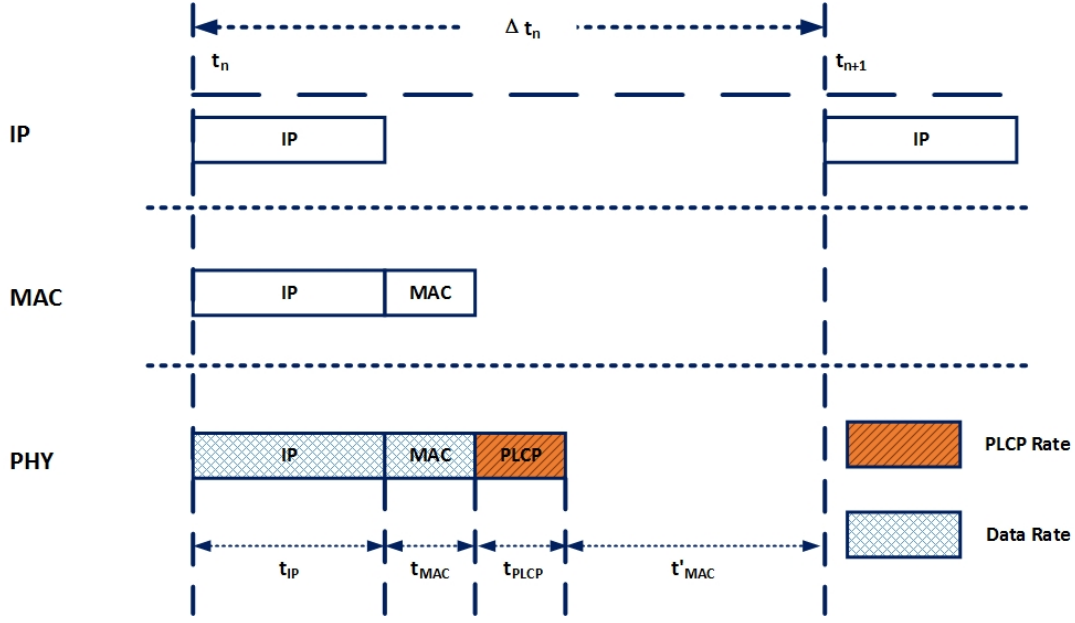 Δ tn
tn
tn+1
IP
IP
IP
MAC
IP
MAC
PHY
IP
MAC
PLCP
PLCP Rate
Data Rate
tIP
tMAC
tPLCP
t'MAC